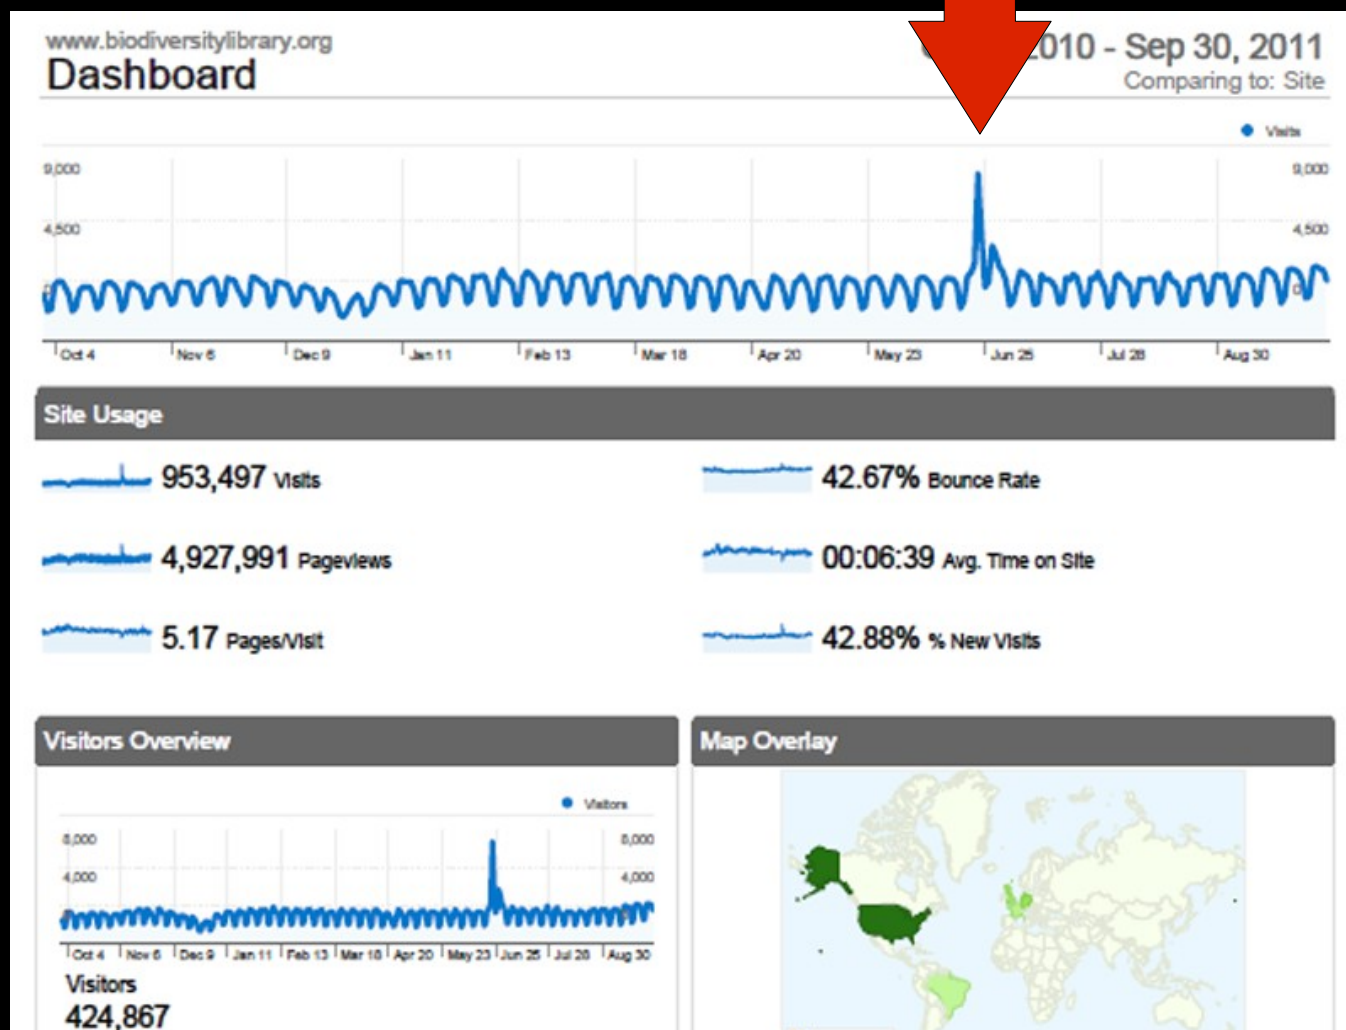 www.biodiversitylibrary.org
Dashboard
2010 - Sep 30, 2011
Comparing to: Site
Visits
9,000 9,000
4,500 4,500
0 0
Oct 4 Nov 6 Dec 9 Jan 11 Feb 13 Mar 18 Apr 20 May 23 Jun 25 Jul 28 Aug 30
Site Usage
953,497 Visits
42.67% Bounce Rate
4,927,991 Pageviews
00:06:39 Avg. Time on Site
5.17 Pages/Visit
42.88% % New Visits
Visitors Overview
Map Overlay
Visitors
4,000 4,000
Oct 4 Nov 6 Dec 9 Jan 11 Feb 13 Mar 18 Apr 20 May 23 Jun 25 Jul 28 Aug 30
Visitors
424,867